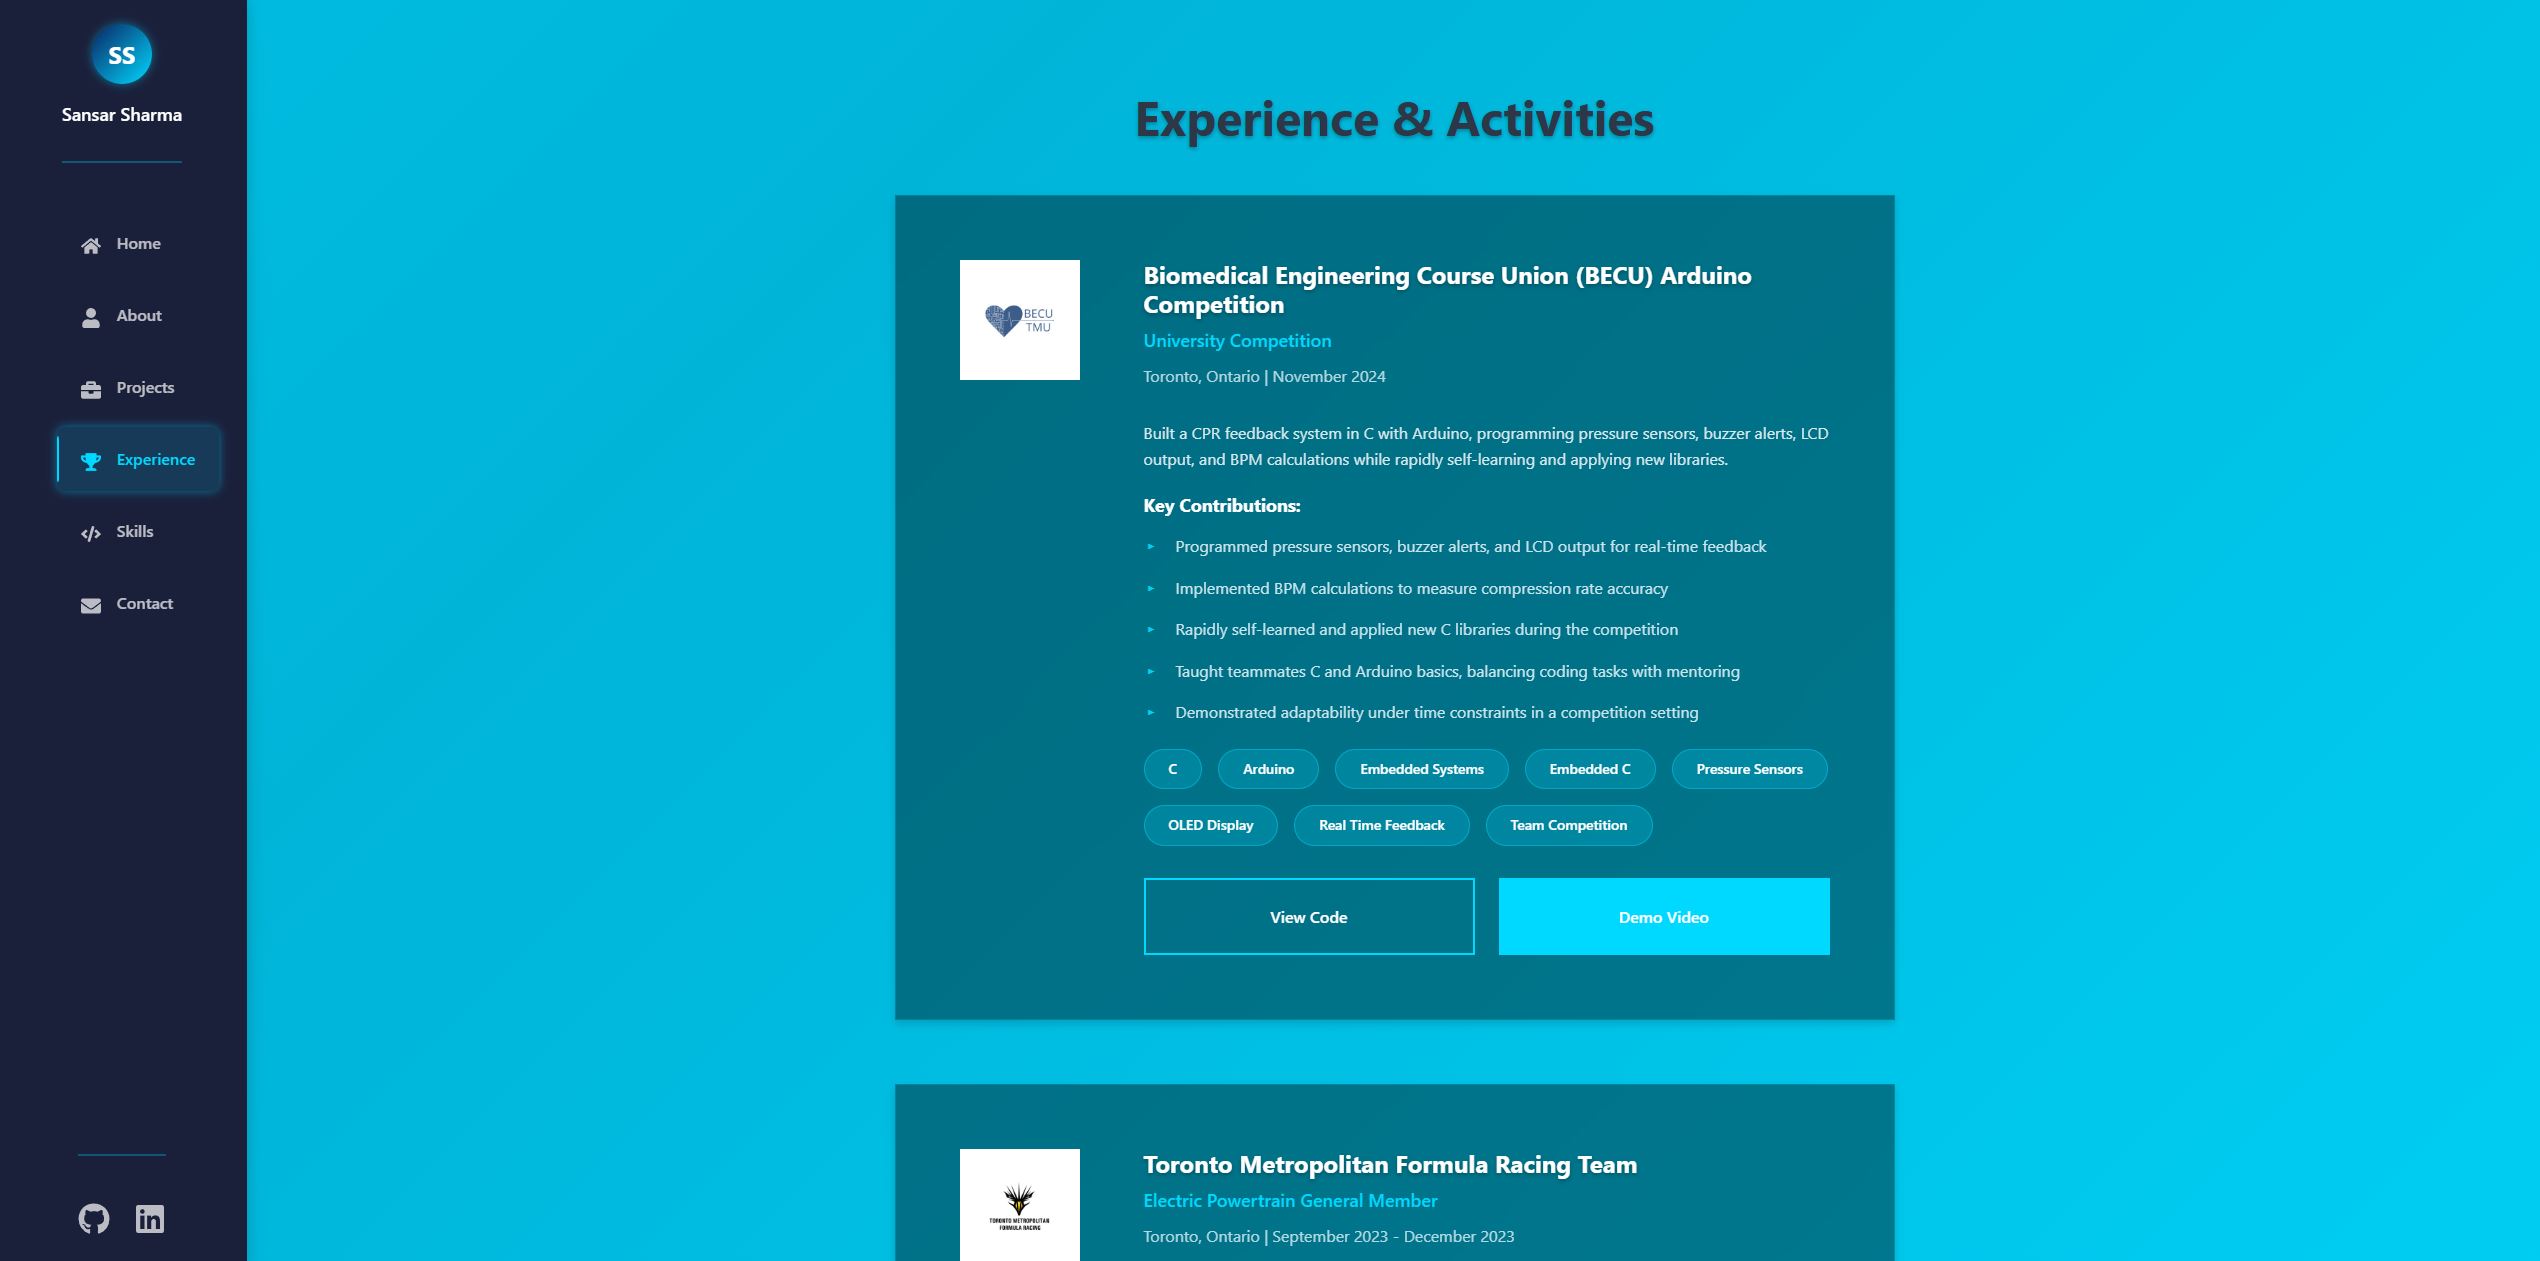 SS
Sansar Sharma
Home
About
Projects
Experience
Skills
Contact
Experience & Activities
BECU
TMU
Biomedical Engineering Course Union (BECU) Arduino
Competition
University Competition
Toronto, Ontario | November 2024
Built a CPR feedback system in C with Arduino, programming pressure sensors, buzzer alerts, LCD
output, and BPM calculations while rapidly self-learning and applying new libraries.
Key Contributions:
Programmed pressure sensors, buzzer alerts, and LCD output for real-time feedback
Implemented BPM calculations to measure compression rate accuracy
Rapidly self-learned and applied new C libraries during the competition
Taught teammates C and Arduino basics, balancing coding tasks with mentoring
Demonstrated adaptability under time constraints in a competition setting
C Arduino Embedded Systems Embedded C Pressure Sensors
OLED Display Real Time Feedback Team Competition
View Code Demo Video
TORONTO METROPOLITAN
FORMULA RACING
Toronto Metropolitan Formula Racing Team
Electric Powertrain General Member
Toronto, Ontario | September 2023 - December 2023